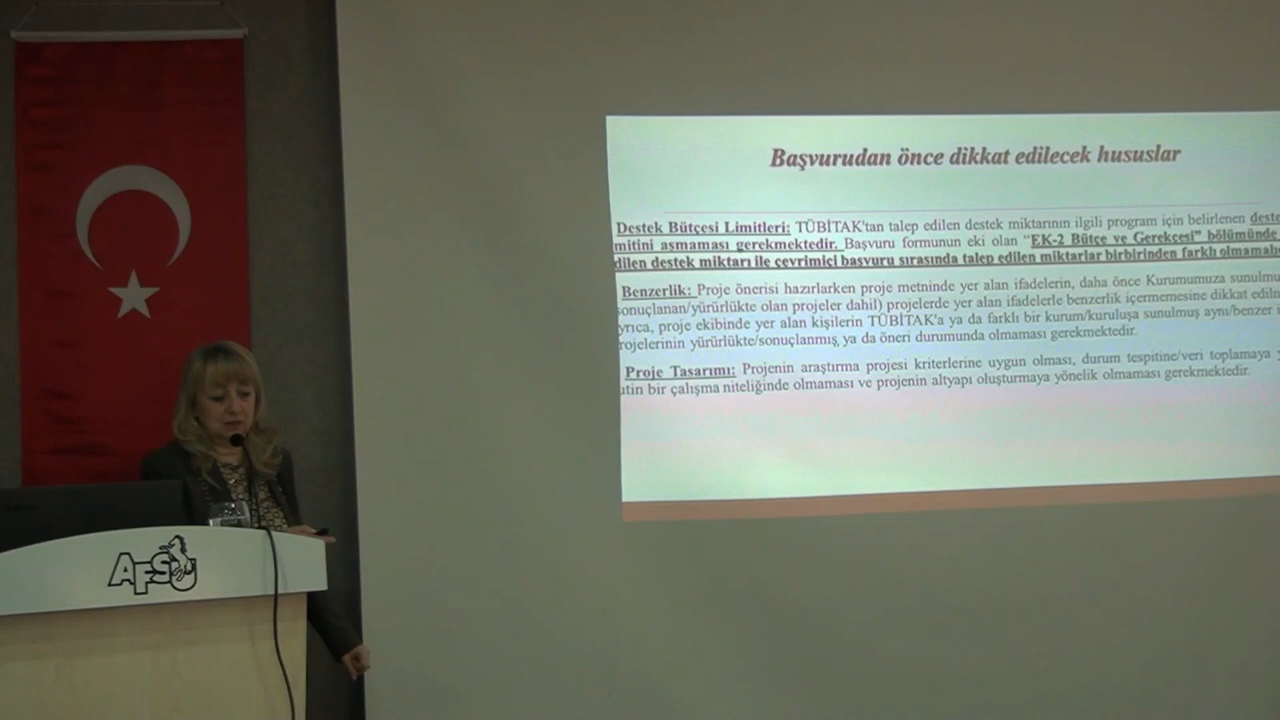 Başvurudan önce dikkat edilecek hususlar
Destek Bütçesi Limitleri: TÜBİTAK'tan talep edilen destek miktarının ilgili program için belirlenen deste
mitini aşmaması gerekmektedir. Başvuru formunun eki olan "EK-2 Bütçe ve Gerekçesi" bölümünde
dilen destek miktarı ile çevrimiçi başvuru sırasında talep edilen miktarlar birbirinden farklı olmamalı
Benzerlik: Proje önerisi hazırlarken proje metninde yer alan ifadelerin, daha önce Kurumumuza sunulmu
sonuçlanan/yürürlükte olan projeler dahil) projelerde yer alan ifadelerle benzerlik içermemesine dikkat edilm
yrıca, proje ekibinde yer alan kişilerin TÜBİTAK'a ya da farklı bir kurum/kuruluşa sunulmuş aynı/benzer
rojelerinin yürürlükte/sonuçlanmış ya da öneri durumunda olmaması gerekmektedir.
Proje Tasarımı: Projenin araştırma projesi kriterlerine uygun olması, durum tespitine/veri toplamaya
utin bir çalışma niteliğinde olmaması ve projenin altyapı oluşturmaya yönelik olmaması gerekmektedir.
AFSÜ